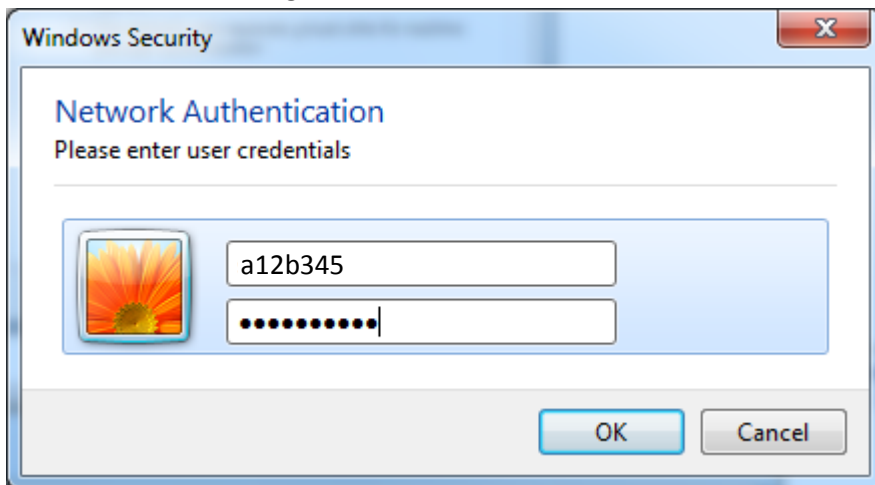 Windows Security
Network Authentication
Please enter user credentials
a12b345
●●●●●●●●●●
OK Cancel